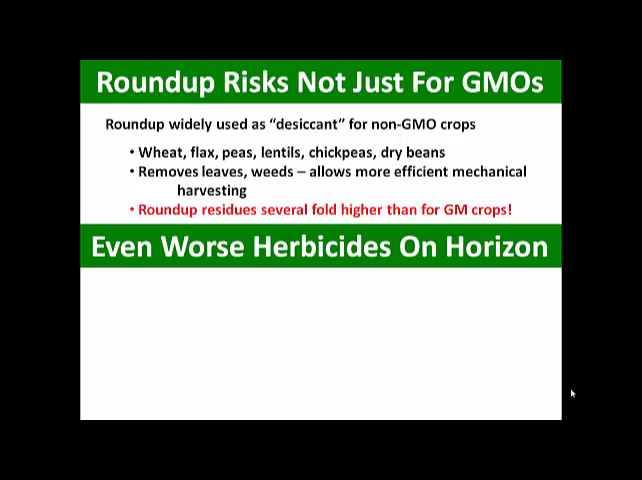 Roundup Risks Not Just For GMOs
Roundup widely used as “desiccant” for non-GMO crops
• Wheat, flax, peas, lentils, chickpeas, dry beans
• Removes leaves, weeds – allows more efficient mechanical
harvesting
• Roundup residues several fold higher than for GM crops!
Even Worse Herbicides On Horizon